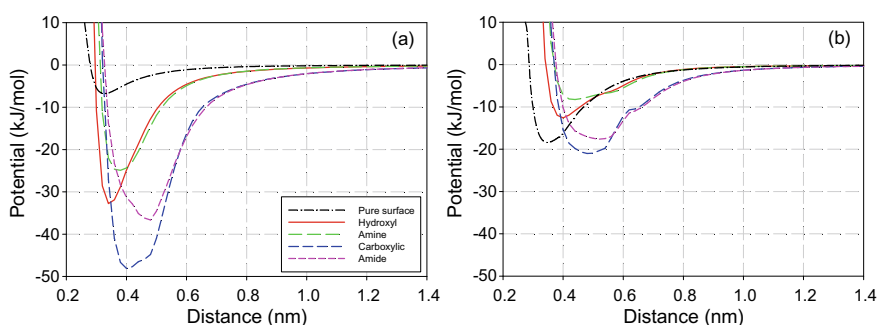 (a)
Potential (kJ/mol)
10
0
-10
-20
-30
-40
-50
Pure surface
Hydroxyl
Amine
Carboxylic
Amide
0.2 0.4 0.6 0.8 1.0 1.2 1.4
Distance (nm)
(b)
Potential (kJ/mol)
10
0
-10
-20
-30
-40
-50
0.2 0.4 0.6 0.8 1.0 1.2 1.4
Distance (nm)